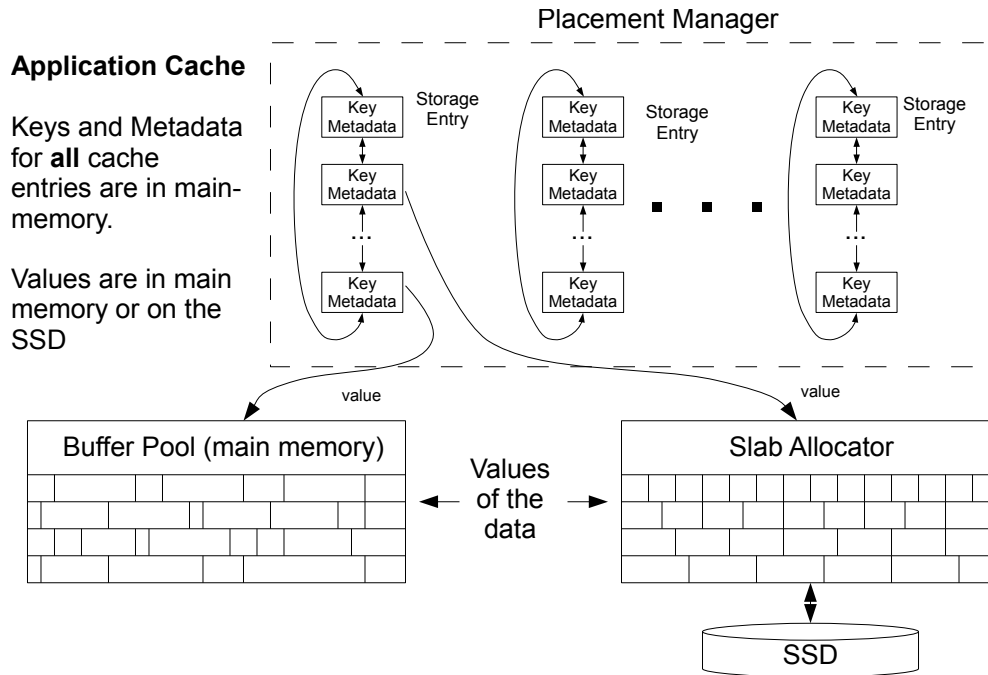 Placement Manager
Application Cache
Keys and Metadata
for all cache
entries are in main-
memory.
Values are in main
memory or on the
SSD
Key
Metadata
Storage
Entry
Key
Metadata
...
Key
Metadata
Key
Metadata
Storage
Entry
Key
Metadata
...
Key
Metadata
Key
Metadata
Storage
Entry
Key
Metadata
...
Key
Metadata
value
value
Buffer Pool (main memory)
Values
of the
data
Slab Allocator
SSD